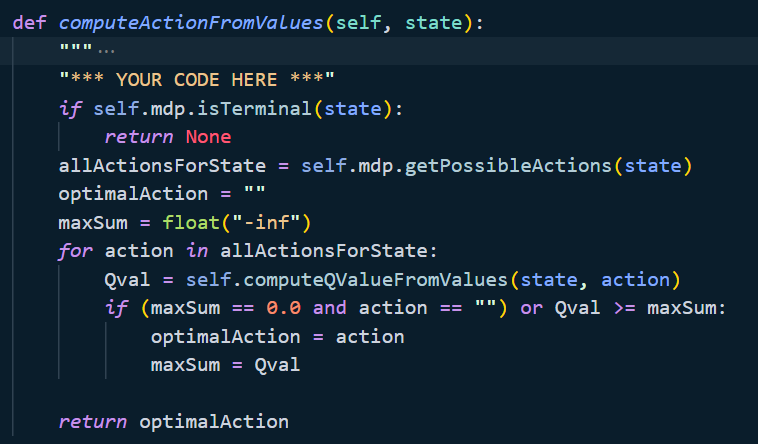 def computeActionFromValues(self, state):
    """...
    "*** YOUR CODE HERE ***"
    if self.mdp.isTerminal(state):
        return None
    allActionsForState = self.mdp.getPossibleActions(state)
    optimalAction = ""
    maxSum = float("-inf")
    for action in allActionsForState:
        Qval = self.computeQValueFromValues(state, action)
        if (maxSum == 0.0 and action == "") or Qval >= maxSum:
            optimalAction = action
            maxSum = Qval
    return optimalAction